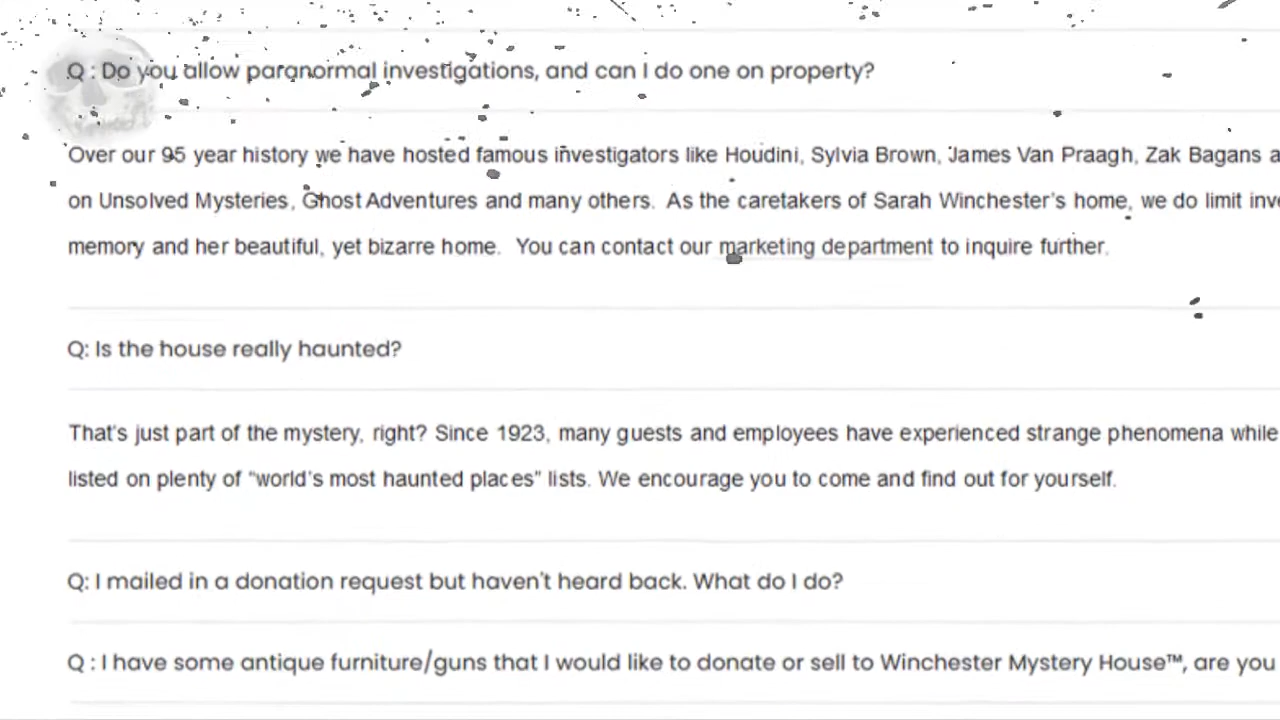 Q : Do you allow paranormal investigations, and can I do one on property?
Over our 95 year history we have hosted famous investigators like Houdini, Sylvia Brown, James Van Praagh, Zak Bagans a
on Unsolved Mysteries, Ghost Adventures and many others. As the caretakers of Sarah Winchester's home, we do limit inve
memory and her beautiful, yet bizarre home. You can contact our marketing department to inquire further.
Q: Is the house really haunted?
That's just part of the mystery, right? Since 1923, many guests and employees have experienced strange phenomena while
listed on plenty of "world's most haunted places" lists. We encourage you to come and find out for yourself.
Q: I mailed in a donation request but haven't heard back. What do I do?
Q : I have some antique furniture/guns that I would like to donate or sell to Winchester Mystery House™, are you